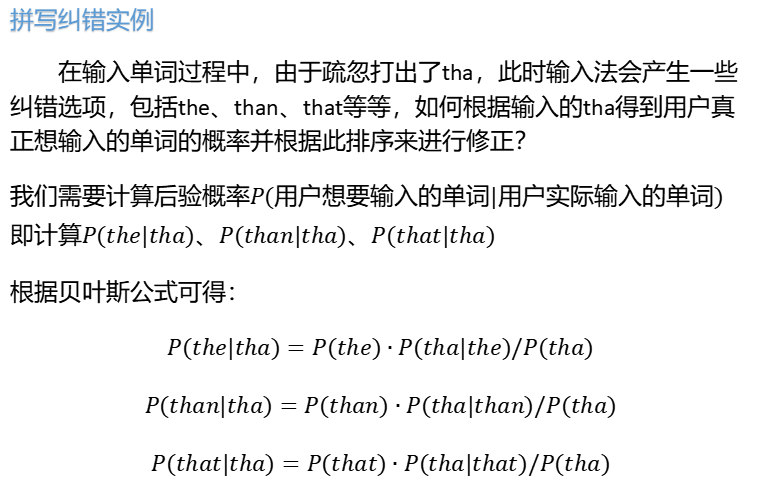 拼写纠错实例
在输入单词过程中，由于疏忽打出了tha，此时输入法会产生一些
纠错选项，包括the、than、that等等，如何根据输入的tha得到用户真
正想输入的单词的概率并根据此排序来进行修正？
我们需要计算后验概率P(用户想要输入的单词|用户实际输入的单词)
即计算P(the|tha)、P(than|tha)、P(that|tha)
根据贝叶斯公式可得：
P(the|tha) = P(the) · P(tha|the)/P(tha)
P(than|tha) = P(than) · P(tha|than)/P(tha)
P(that|tha) = P(that) · P(tha|that)/P(tha)